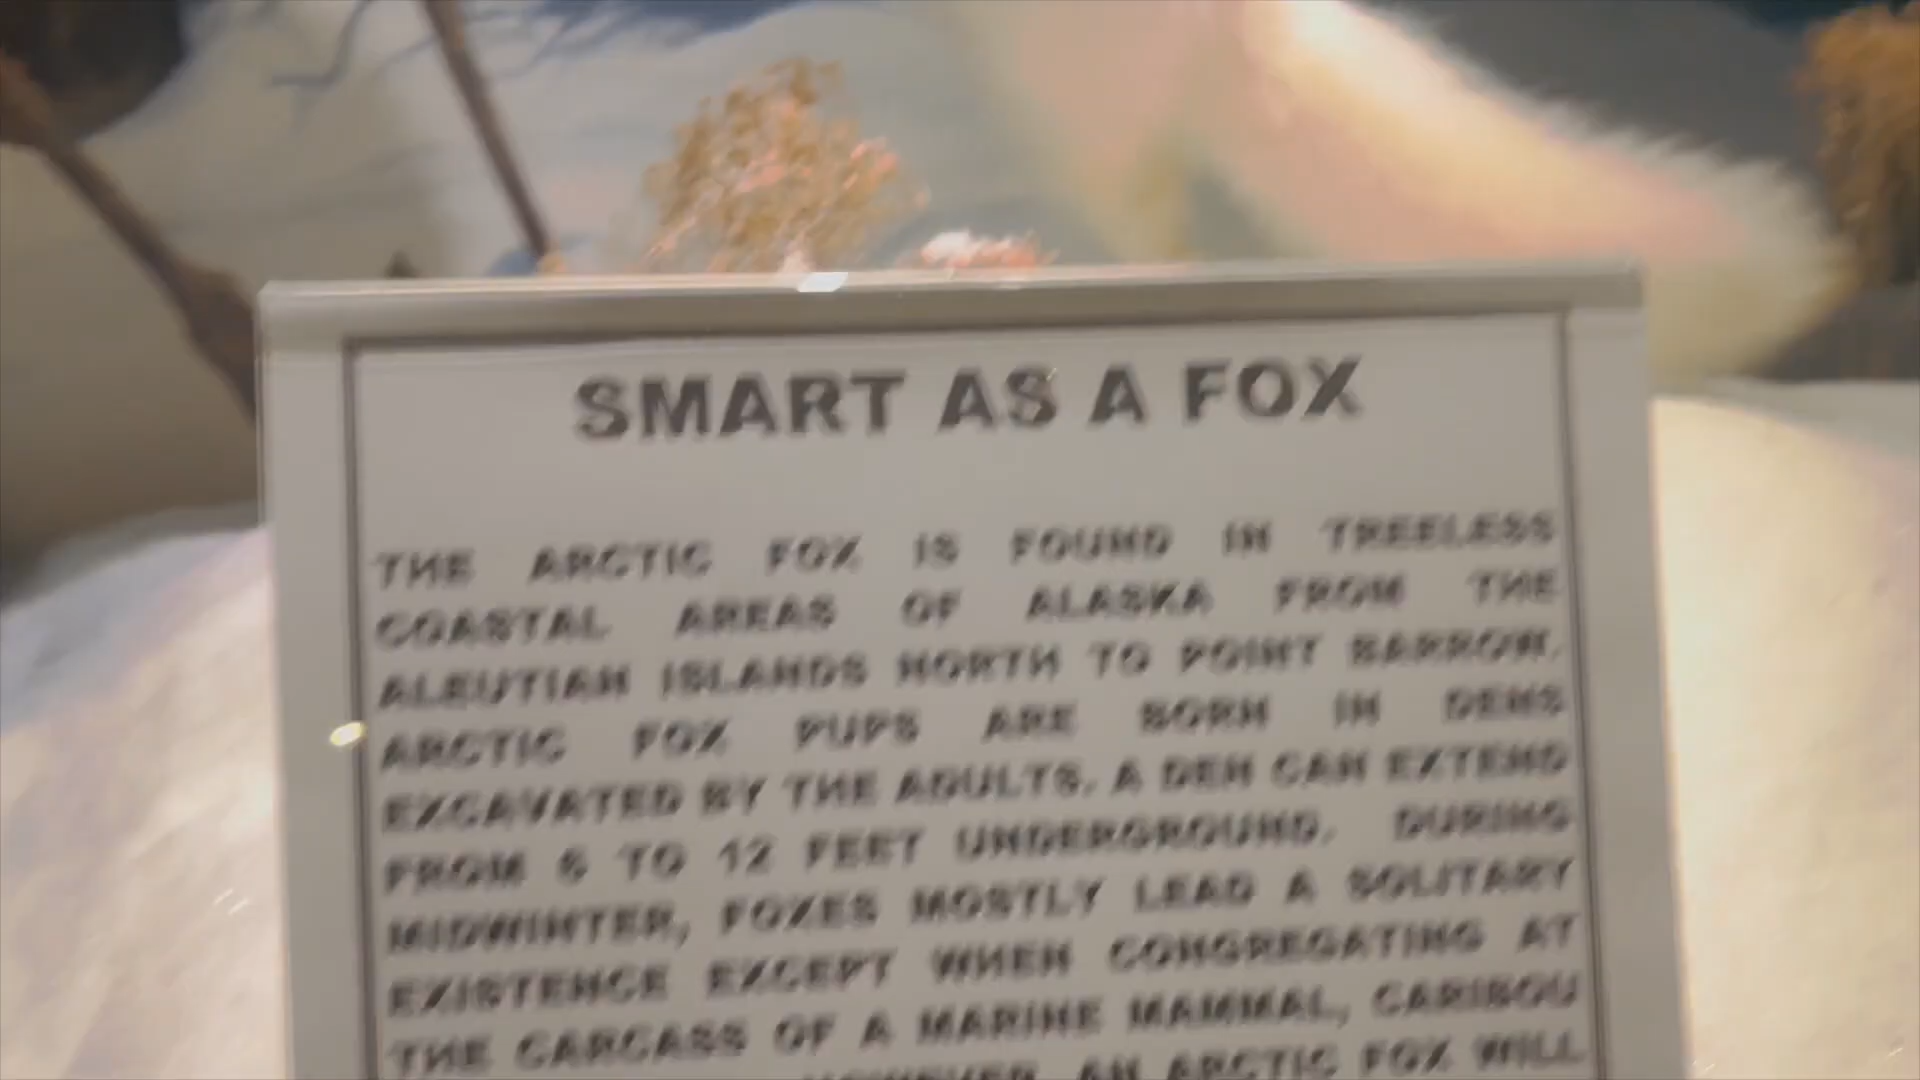 SMART AS A FOX
THE ARCTIC FOX IS FOUND IN TREELESS
COASTAL AREAS OF ALASKA FROM THE
ALEUTIAN ISLANDS NORTH TO POINT BARROW.
ARCTIC FOX PUPS ARE BORN IN DENS
EXCAVATED BY THE ADULTS. A DEN CAN EXTEND
FROM 6 TO 12 FEET UNDERGROUND. DURING
MIDWINTER, FOXES MOSTLY LEAD A SOLITARY
EXISTENCE EXCEPT WHEN CONGREGATING AT
THE CARCASS OF A MARINE MAMMAL, CARIBOU
HOWEVER, AN ARCTIC FOX WILL